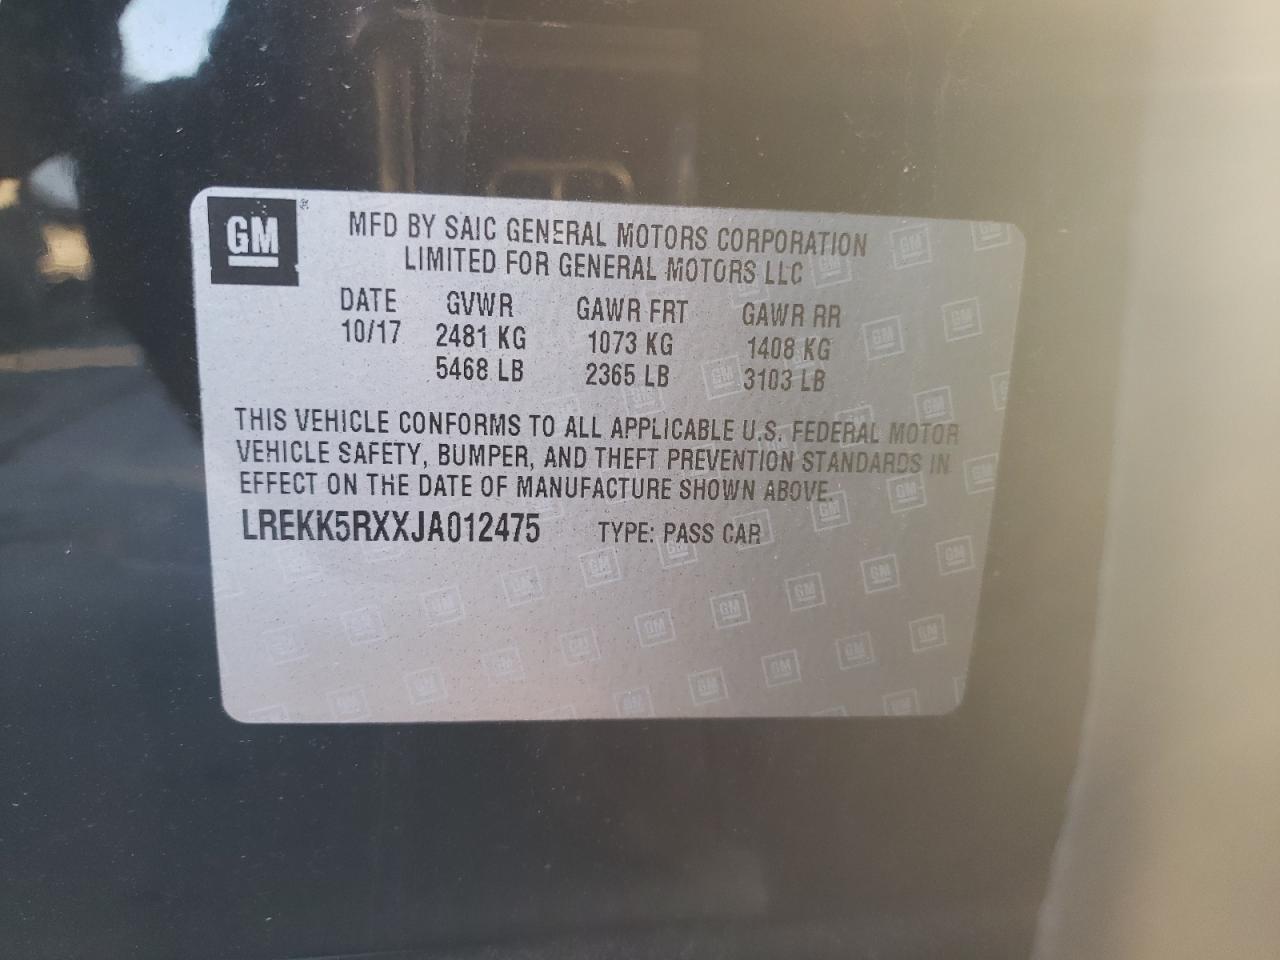 GM ®
MFD BY SAIC GENERAL MOTORS CORPORATION
LIMITED FOR GENERAL MOTORS LLC
DATE GVWR GAWR FRT GAWR RR
10/17 2481 KG 1073 KG 1408 KG
5468 LB 2365 LB 3103 LB
THIS VEHICLE CONFORMS TO ALL APPLICABLE U.S. FEDERAL MOTOR
VEHICLE SAFETY, BUMPER, AND THEFT PREVENTION STANDARDS IN
EFFECT ON THE DATE OF MANUFACTURE SHOWN ABOVE.
LREKK5RXXJA012475 TYPE: PASS CAR